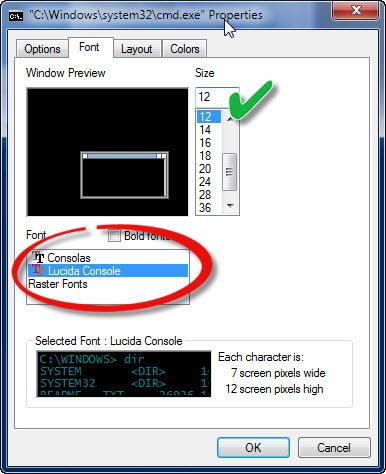 "C:\Windows\system32\cmd.exe" Properties
Options Font Layout Colors
Window Preview Size
12
12
14
16
18
20
24
28
36
Font Bold fonts
Consolas
Lucida Console
Raster Fonts
Selected Font : Lucida Console
C:\WINDOWS> dir
SYSTEM <DIR> 1
SYSTEM32 <DIR> 1
README TXT 26926 1
Each character is:
7 screen pixels wide
12 screen pixels high
OK Cancel